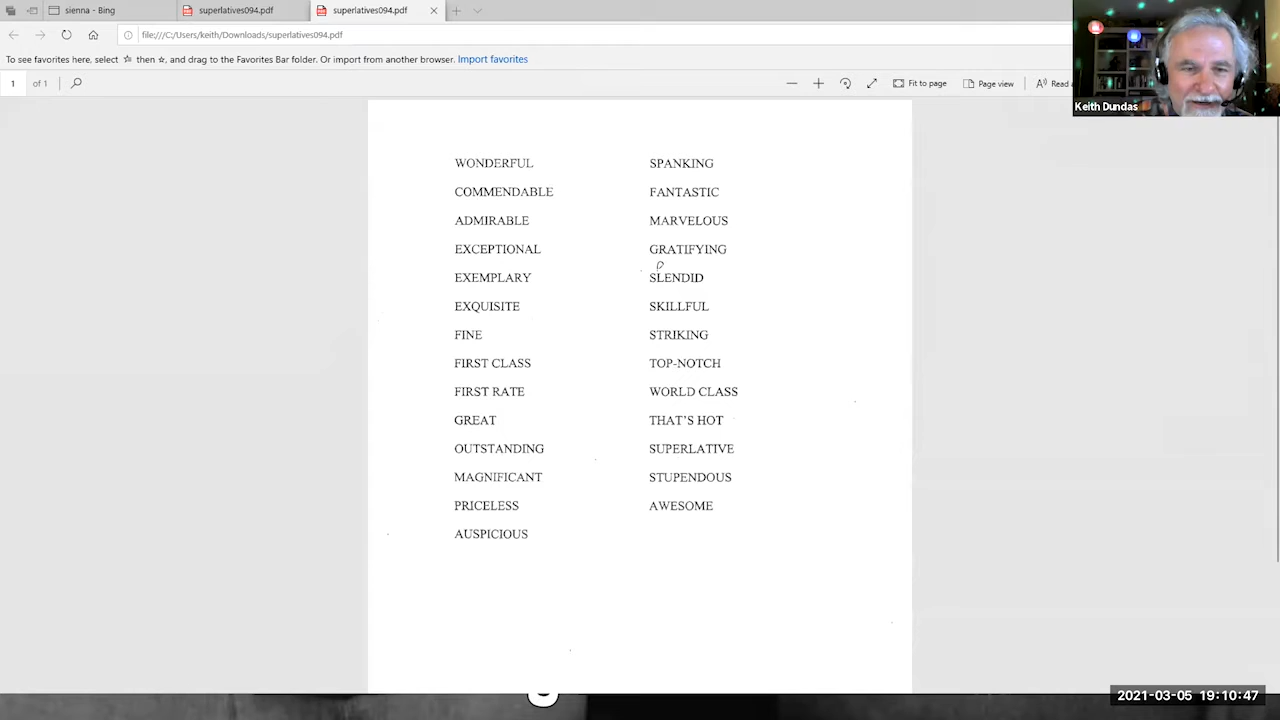 sienna - Bing
superlatives094.pdf
superlatives094.pdf
file:///C:/Users/keith/Downloads/superlatives094.pdf
To see favorites here, select then, and drag to the Favorites Bar folder. Or import from another browser. Import favorites
1 of 1
Fit to page
Page view
Read a
Keith Dundas
WONDERFUL
COMMENDABLE
ADMIRABLE
EXCEPTIONAL
EXEMPLARY
EXQUISITE
FINE
FIRST CLASS
FIRST RATE
GREAT
OUTSTANDING
MAGNIFICANT
PRICELESS
AUSPICIOUS
SPANKING
FANTASTIC
MARVELOUS
GRATIFYING
p
SLENDID
SKILLFUL
STRIKING
TOP-NOTCH
WORLD CLASS
THAT'S HOT
SUPERLATIVE
STUPENDOUS
AWESOME
2021-03-05 19:10:47